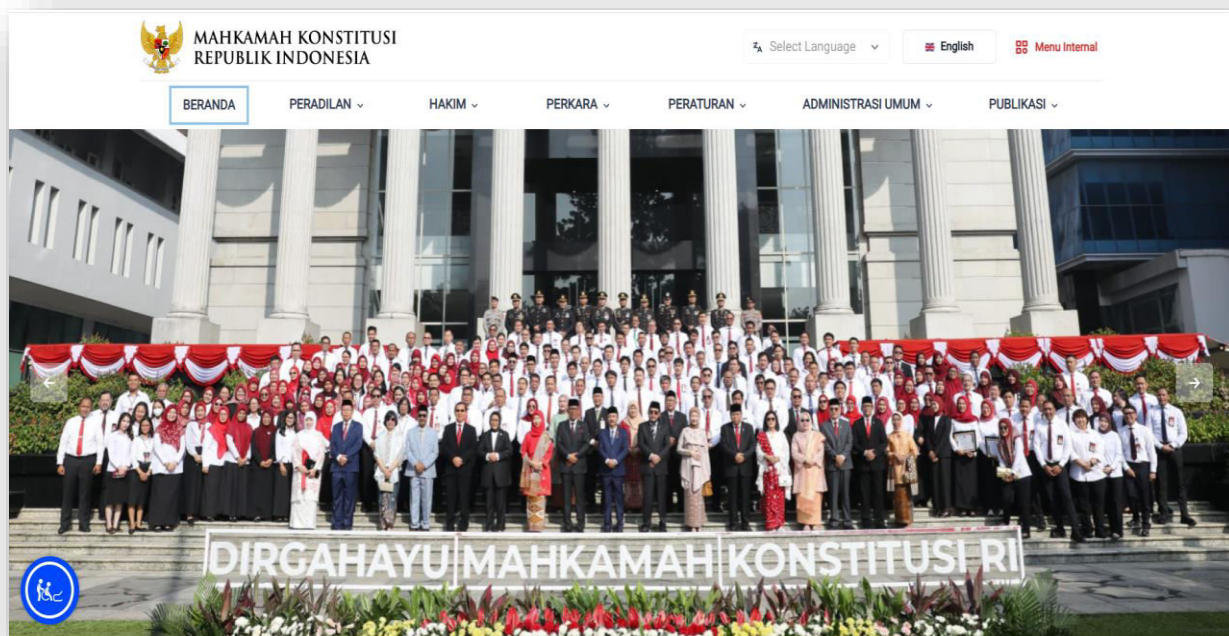 MAHKAMAH KONSTITUSI
REPUBLIK INDONESIA
Select Language
English
Menu Internal
BERANDA
PERADILAN
HAKIM
PERKARA
PERATURAN
ADMINISTRASI UMUM
PUBLIKASI
DIRGAHAYU MAHKAMAH KONSTITUSI RI